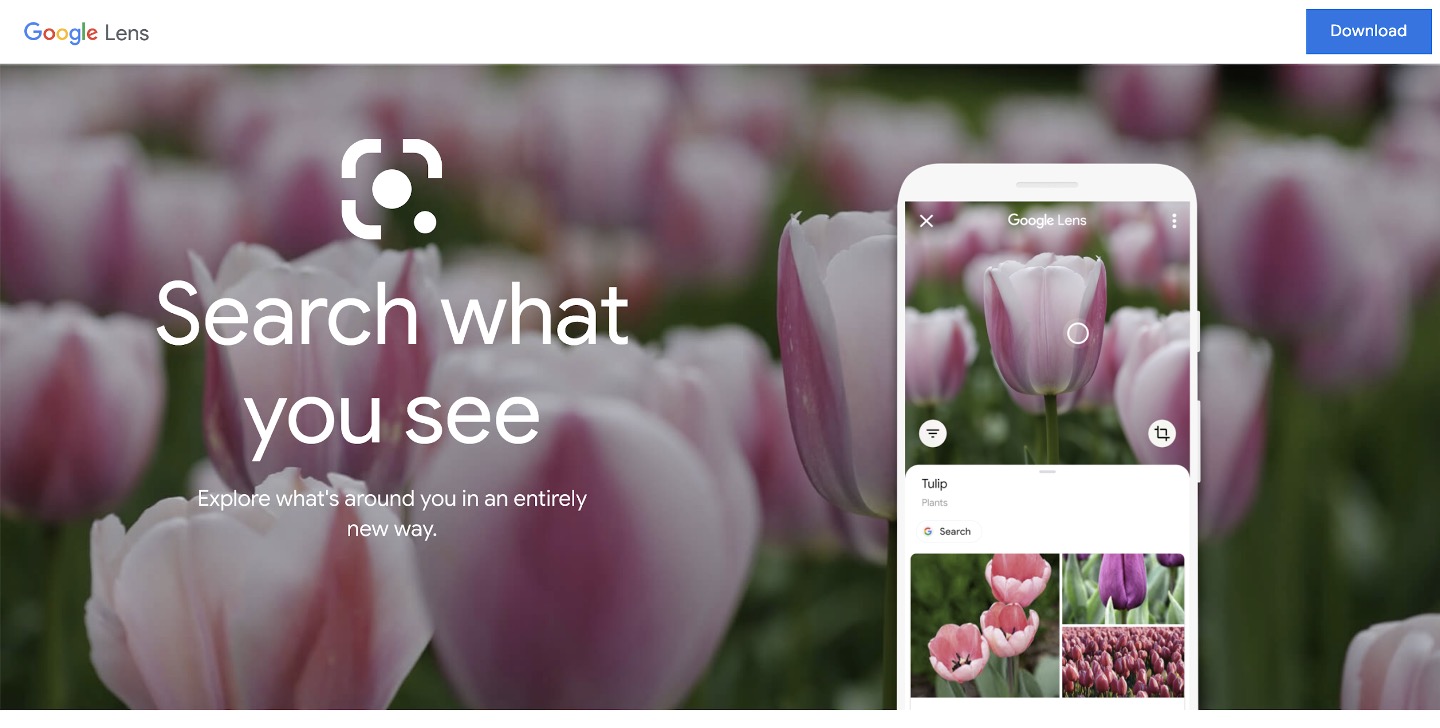 Google Lens
Download
Search what
you see
Explore what's around you in an entirely
new way.
Google Lens
Tulip
Plants
Search